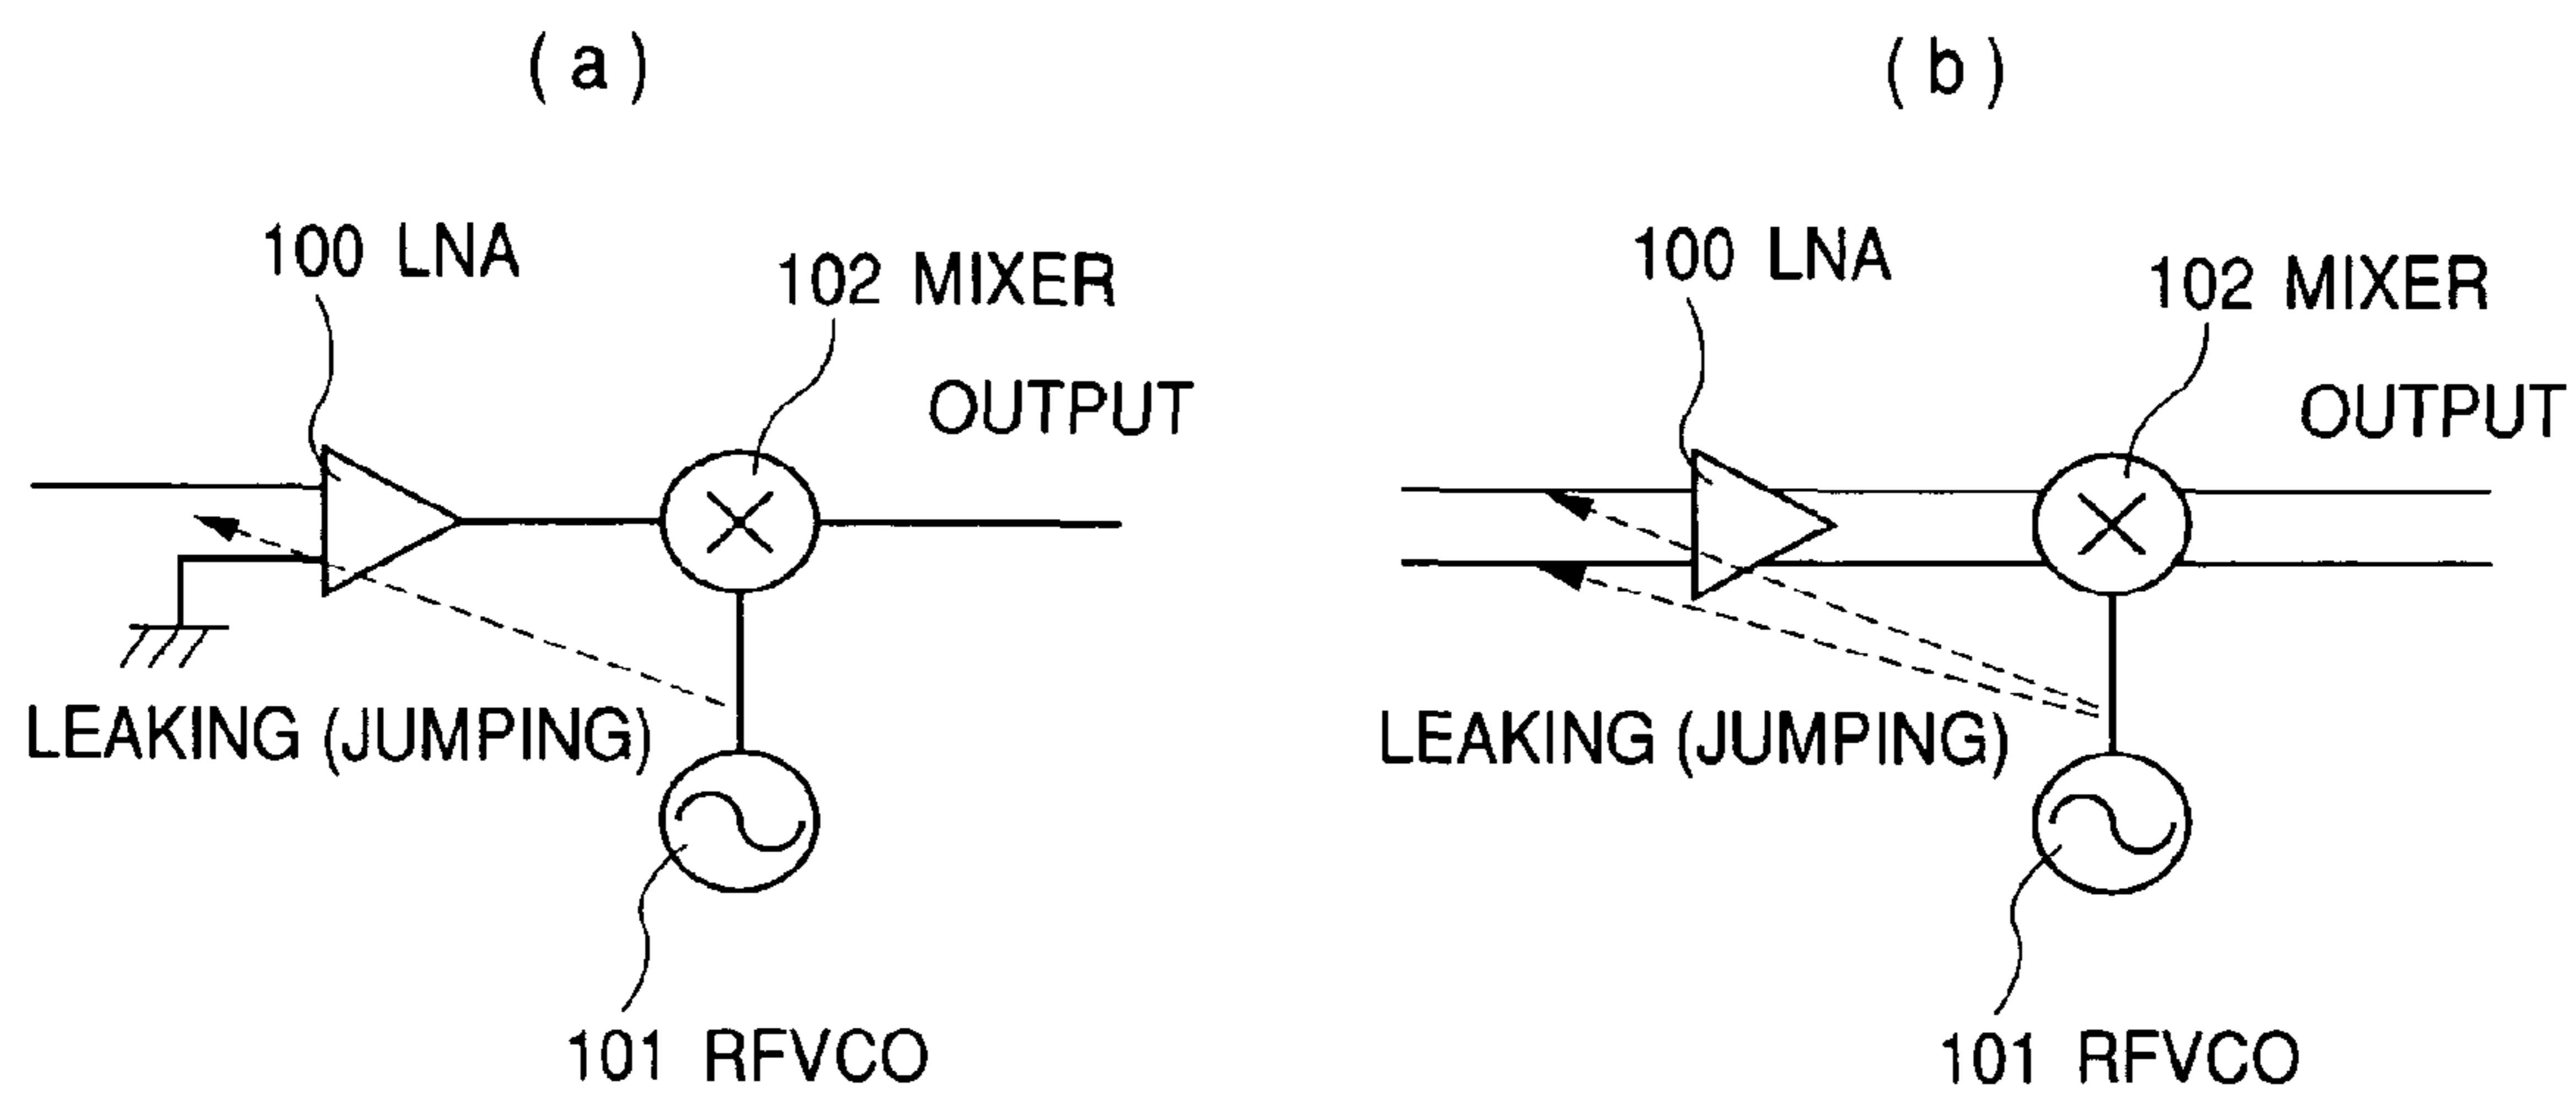 ( a )
100 LNA
102 MIXER
OUTPUT
LEAKING (JUMPING)
101 RFVCO
( b )
100 LNA
102 MIXER
OUTPUT
LEAKING (JUMPING)
101 RFVCO